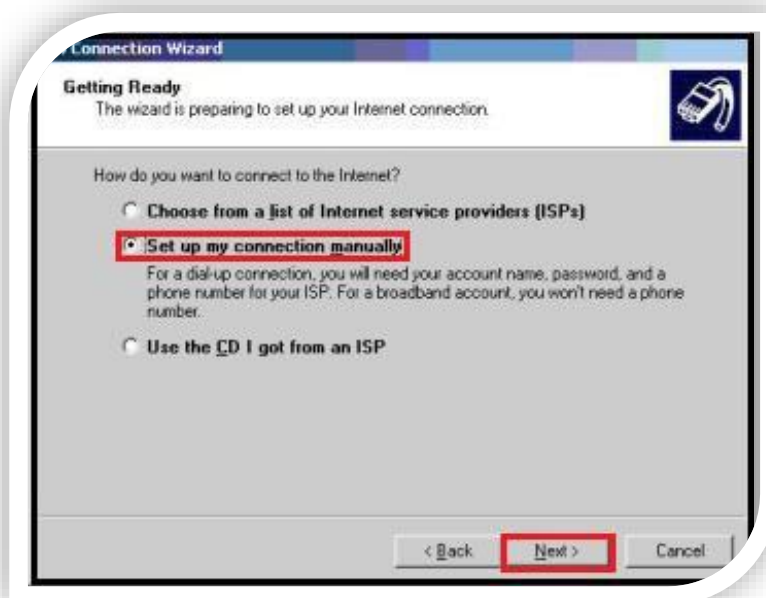 Connection Wizard
Getting Ready
The wizard is preparing to set up your Internet connection.
How do you want to connect to the Internet?
Choose from a list of Internet service providers (ISPs)
Set up my connection manually
For a dial-up connection, you will need your account name, password, and a
phone number for your ISP. For a broadband account, you won't need a phone
number.
Use the CD I got from an ISP
< Back
Next >
Cancel